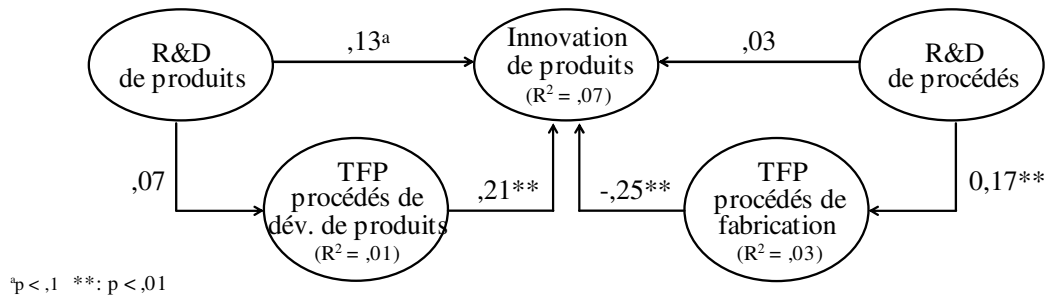 R&D
de produits
,13ᵃ
Innovation
de produits
(R² = ,07)
,03
R&D
de procédés
,07
TFP
procédés de
dév. de produits
(R² = ,01)
,21**
-,25**
TFP
procédés de
fabrication
(R² = ,03)
0,17**
ᵃp < ,1 **: p < ,01